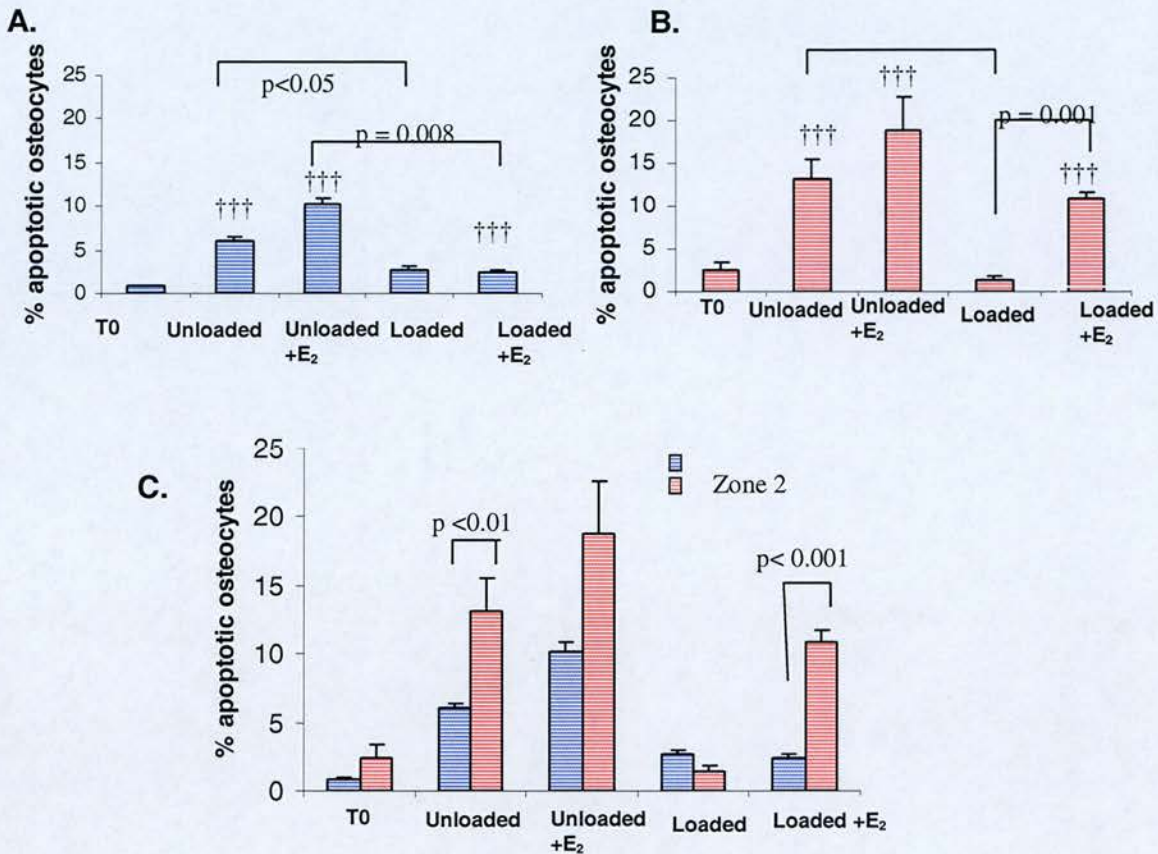 A.
% apoptotic osteocytes
25
20
15
10
5
0
p<0.05
p = 0.008
†††
†††
†††
T0
Unloaded
Unloaded
+E₂
Loaded
Loaded
+E₂
B.
% apoptotic osteocytes
25
20
15
10
5
0
†††
†††
p = 0.001
†††
T0
Unloaded
Unloaded
+E₂
Loaded
Loaded
+E₂
C.
% apoptotic osteocytes
25
20
15
10
5
0
Zone 2
p <0.01
p< 0.001
T0
Unloaded
Unloaded
+E₂
Loaded
Loaded +E₂